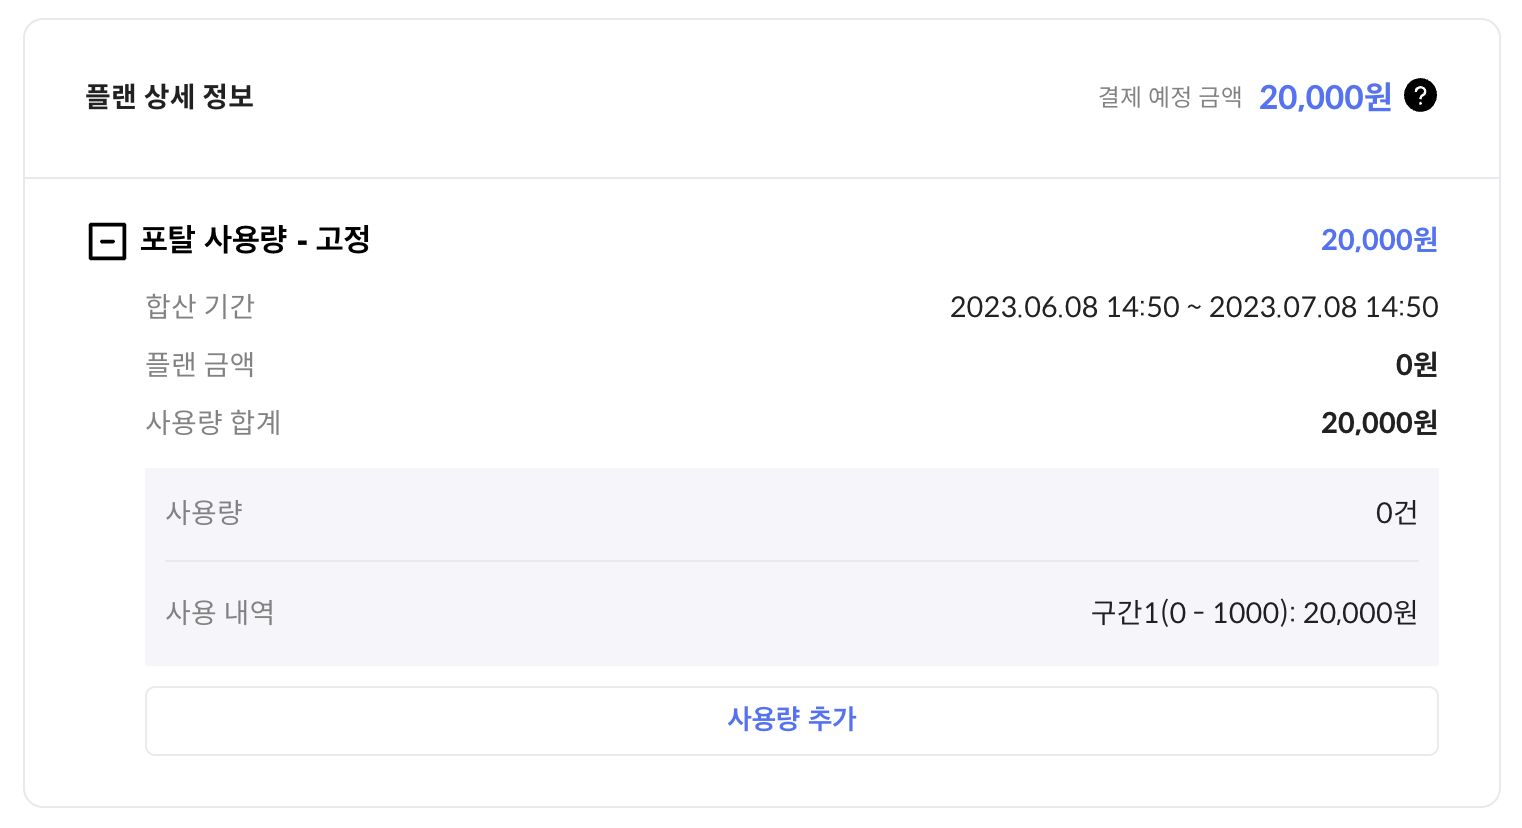 플랜 상세 정보
결제 예정 금액 20,000원 ?
포탈 사용량 - 고정 20,000원
합산 기간 2023.06.08 14:50 ~ 2023.07.08 14:50
플랜 금액 0원
사용량 합계 20,000원
사용량 0건
사용 내역 구간1(0 - 1000): 20,000원
사용량 추가